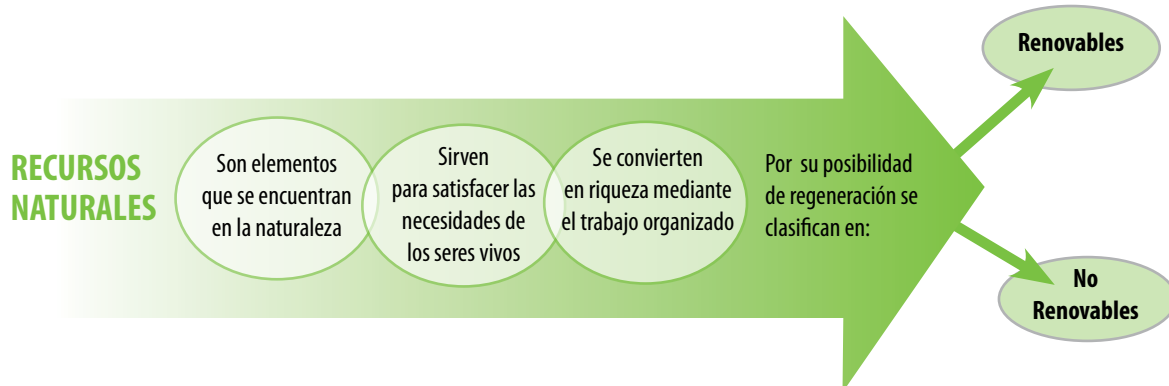 RECURSOS
NATURALES
Son elementos
que se encuentran
en la naturaleza
Sirven
para satisfacer las
necesidades de
los seres vivos
Se convierten
en riqueza mediante
el trabajo organizado
Por su posibilidad
de regeneración se
clasifican en:
Renovables
No
Renovables